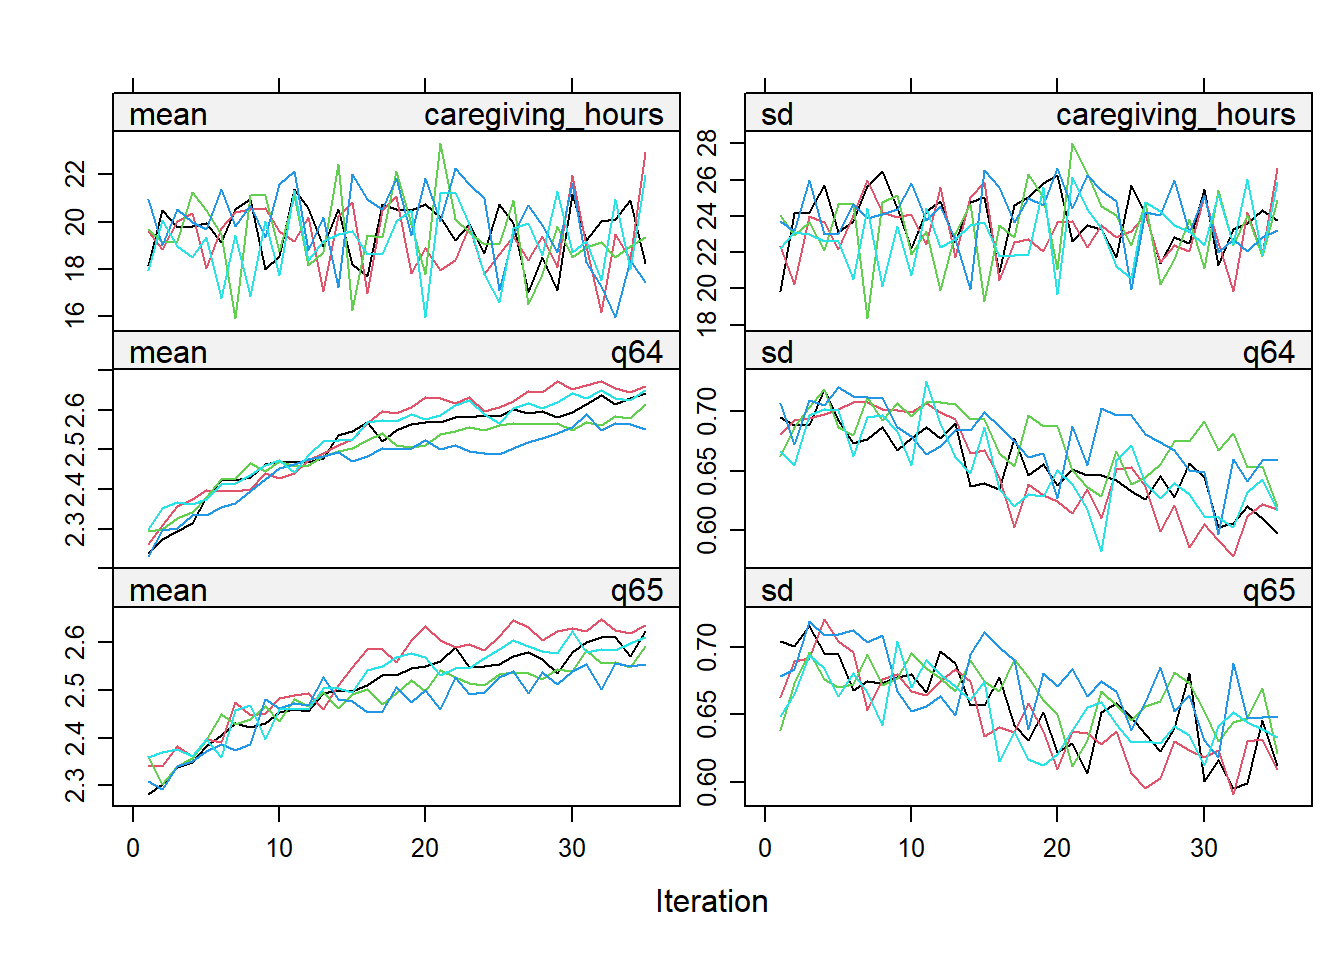 mean caregiving_hours
sd caregiving_hours
16 18 20 22
18 20 22 24 26 28
mean q64
sd q64
2.3 2.4 2.5 2.6
0.60 0.65 0.70
mean q65
sd q65
2.3 2.4 2.5 2.6
0.60 0.65 0.70
0 10 20 30
0 10 20 30
Iteration